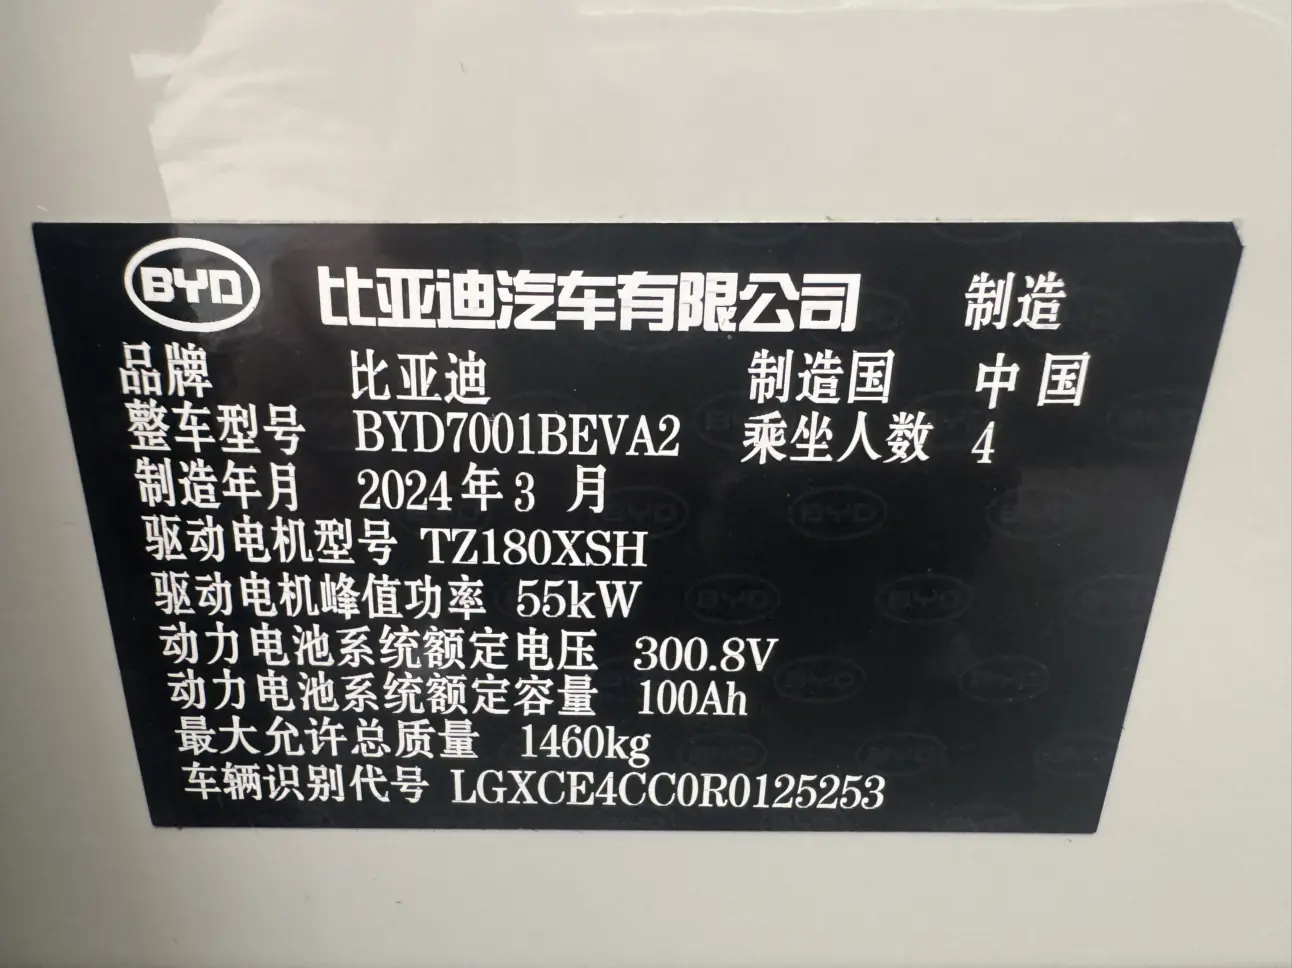 BYD 比亚迪汽车有限公司 制造
品牌 比亚迪 制造国 中国
整车型号 BYD7001BEVA2 乘坐人数 4
制造年月 2024年3月
驱动电机型号 TZ180XSH
驱动电机峰值功率 55kW
动力电池系统额定电压 300.8V
动力电池系统额定容量 100Ah
最大允许总质量 1460kg
车辆识别代号 LGXCE4CC0R0125253